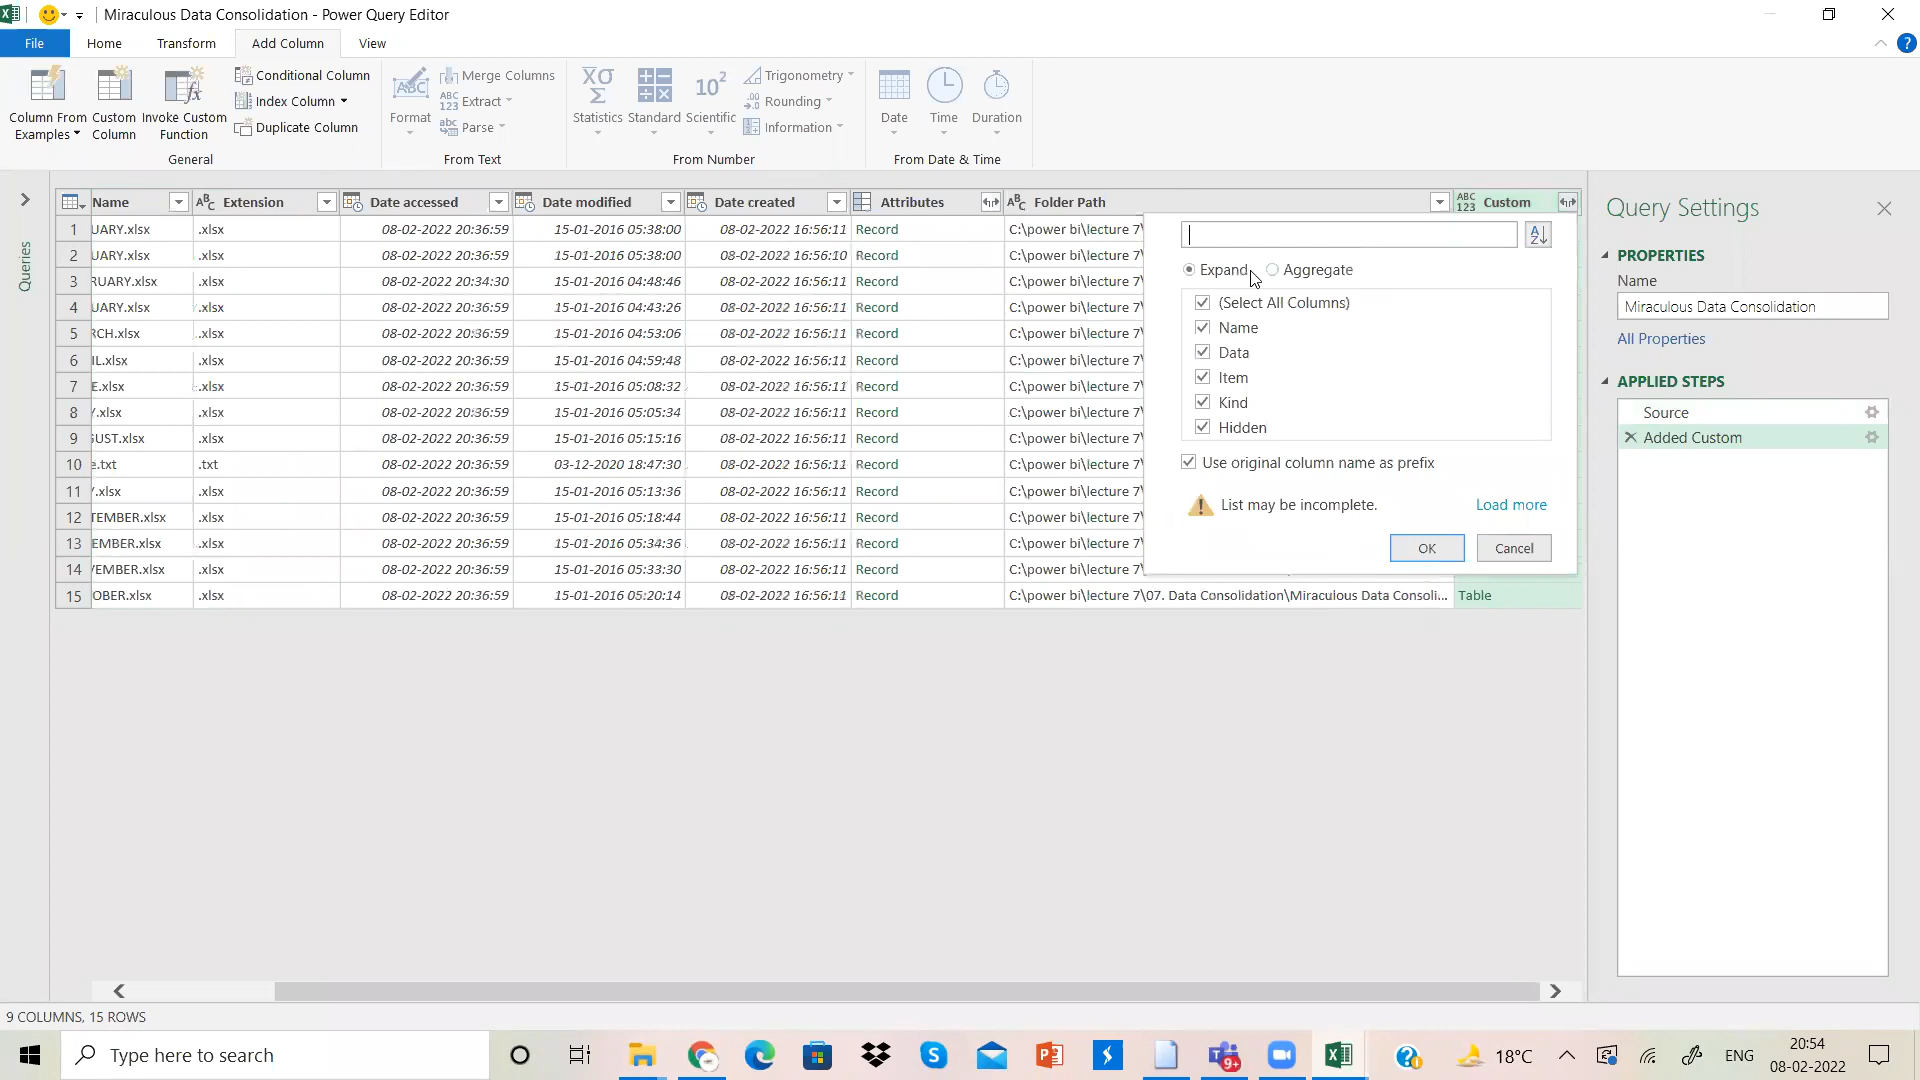 Miraculous Data Consolidation - Power Query Editor
File Home Transform Add Column View
Column From Examples
Custom Column
Invoke Custom Function
Conditional Column
Index Column
Duplicate Column
General
Format
Merge Columns
Extract
Parse
From Text
Statistics
Standard
Scientific
Trigonometry
Rounding
Information
From Number
Date
Time
Duration
From Date & Time
Queries
Name Extension Date accessed Date modified Date created Attributes Folder Path Custom
1 UARY.xlsx .xlsx 08-02-2022 20:36:59 15-01-2016 05:38:00 08-02-2022 16:56:11 Record C:\power bi\lecture 7\
2 UARY.xlsx .xlsx 08-02-2022 20:36:59 15-01-2016 05:38:00 08-02-2022 16:56:10 Record C:\power bi\lecture 7\
3 RUARY.xlsx .xlsx 08-02-2022 20:34:30 15-01-2016 04:48:46 08-02-2022 16:56:11 Record C:\power bi\lecture 7\
4 UARY.xlsx .xlsx 08-02-2022 20:36:59 15-01-2016 04:43:26 08-02-2022 16:56:11 Record C:\power bi\lecture 7\
5 RCH.xlsx .xlsx 08-02-2022 20:36:59 15-01-2016 04:53:06 08-02-2022 16:56:11 Record C:\power bi\lecture 7\
6 IL.xlsx .xlsx 08-02-2022 20:36:59 15-01-2016 04:59:48 08-02-2022 16:56:11 Record C:\power bi\lecture 7\
7 E.xlsx .xlsx 08-02-2022 20:36:59 15-01-2016 05:08:32 08-02-2022 16:56:11 Record C:\power bi\lecture 7\
8 Y.xlsx .xlsx 08-02-2022 20:36:59 15-01-2016 05:05:34 08-02-2022 16:56:11 Record C:\power bi\lecture 7\
9 GUST.xlsx .xlsx 08-02-2022 20:36:59 15-01-2016 05:15:16 08-02-2022 16:56:11 Record C:\power bi\lecture 7\
10 e.txt .txt 08-02-2022 20:36:59 03-12-2020 18:47:30 08-02-2022 16:56:11 Record C:\power bi\lecture 7\
11 Y.xlsx .xlsx 08-02-2022 20:36:59 15-01-2016 05:13:36 08-02-2022 16:56:11 Record C:\power bi\lecture 7\
12 TEMBER.xlsx .xlsx 08-02-2022 20:36:59 15-01-2016 05:18:44 08-02-2022 16:56:11 Record C:\power bi\lecture 7\
13 EMBER.xlsx .xlsx 08-02-2022 20:36:59 15-01-2016 05:34:36 08-02-2022 16:56:11 Record C:\power bi\lecture 7\
14 VEMBER.xlsx .xlsx 08-02-2022 20:36:59 15-01-2016 05:33:30 08-02-2022 16:56:11 Record C:\power bi\lecture 7\
15 OBER.xlsx .xlsx 08-02-2022 20:36:59 15-01-2016 05:20:14 08-02-2022 16:56:11 Record C:\power bi\lecture 7\07. Data Consolidation\Miraculous Data Consoli... Table
Expand Aggregate
(Select All Columns)
Name
Data
Item
Kind
Hidden
Use original column name as prefix
List may be incomplete. Load more
OK Cancel
Query Settings
PROPERTIES
Name
Miraculous Data Consolidation
All Properties
APPLIED STEPS
Source
Added Custom
9 COLUMNS, 15 ROWS
Type here to search
18°C
ENG
20:54
08-02-2022